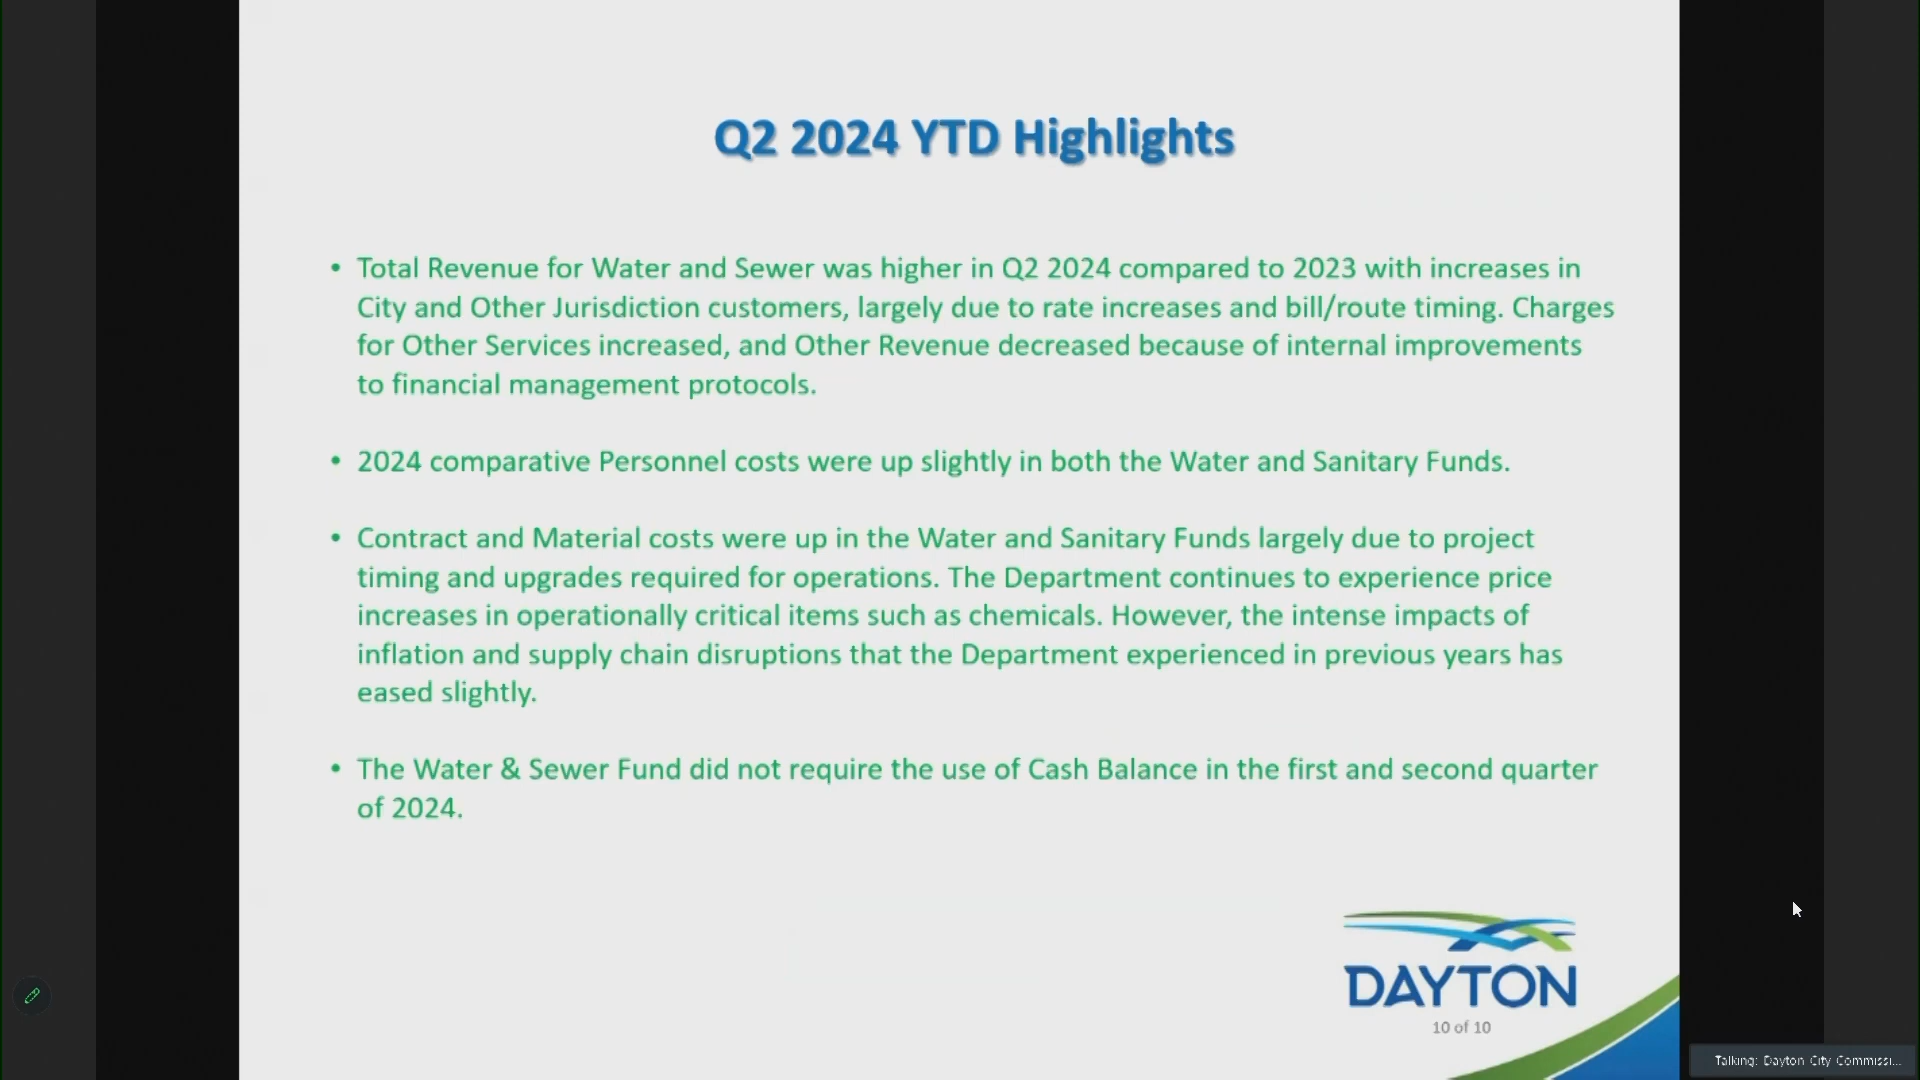 Q2 2024 YTD Highlights
• Total Revenue for Water and Sewer was higher in Q2 2024 compared to 2023 with increases in
City and Other Jurisdiction customers, largely due to rate increases and bill/route timing. Charges
for Other Services increased, and Other Revenue decreased because of internal improvements
to financial management protocols.
• 2024 comparative Personnel costs were up slightly in both the Water and Sanitary Funds.
• Contract and Material costs were up in the Water and Sanitary Funds largely due to project
timing and upgrades required for operations. The Department continues to experience price
increases in operationally critical items such as chemicals. However, the intense impacts of
inflation and supply chain disruptions that the Department experienced in previous years has
eased slightly.
• The Water & Sewer Fund did not require the use of Cash Balance in the first and second quarter
of 2024.
DAYTON
10 of 10
Talking: Dayton City Commissi...